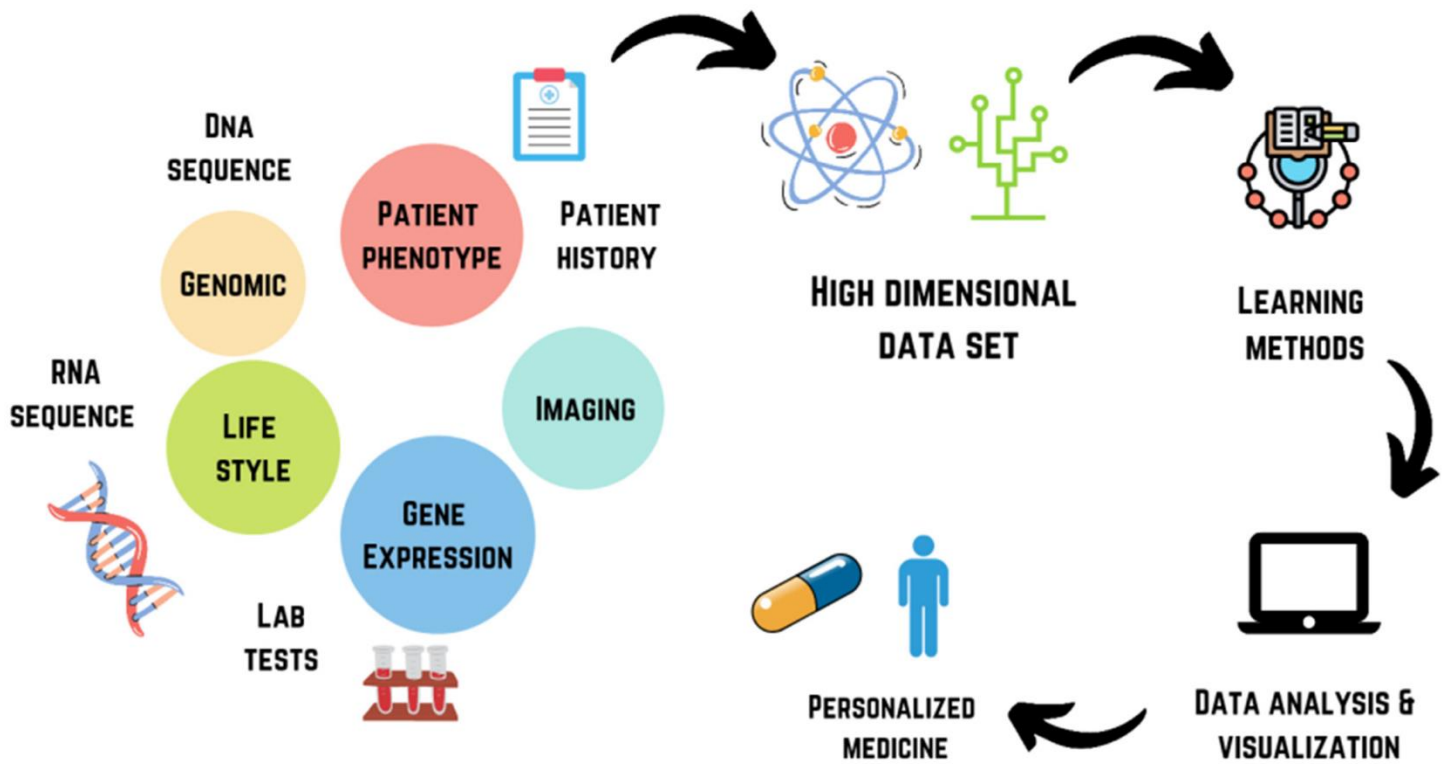 DNA
SEQUENCE
PATIENT
PHENOTYPE
PATIENT
HISTORY
GENOMIC
RNA
SEQUENCE
LIFE
STYLE
IMAGING
GENE
EXPRESSION
LAB
TESTS
HIGH DIMENSIONAL
DATA SET
LEARNING
METHODS
DATA ANALYSIS &
VISUALIZATION
PERSONALIZED
MEDICINE